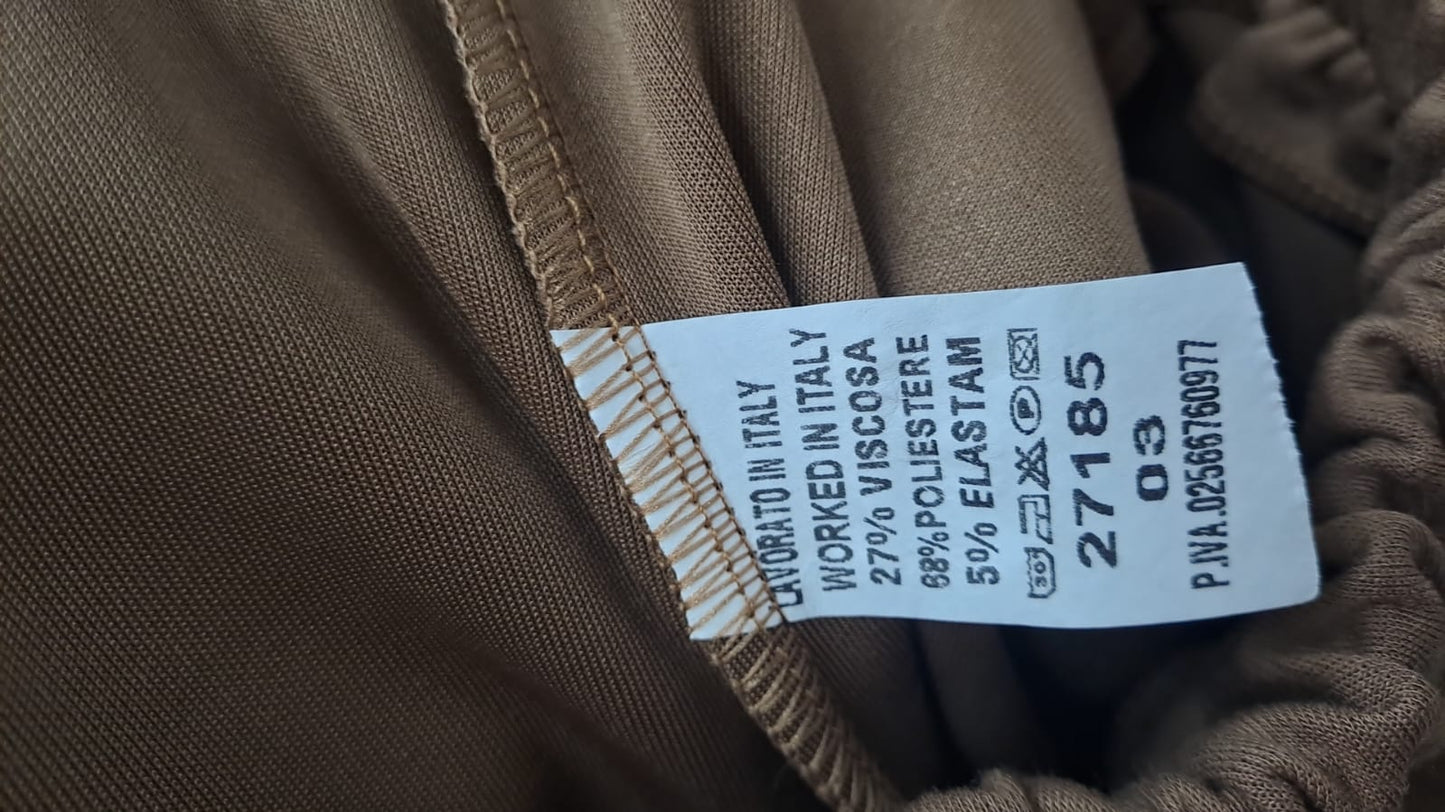 LAVORATO IN ITALY
WORKED IN ITALY
27% VISCOSA
68% POLIESTERE
5% ELASTAM
27185
03
P.IVA.02566760977